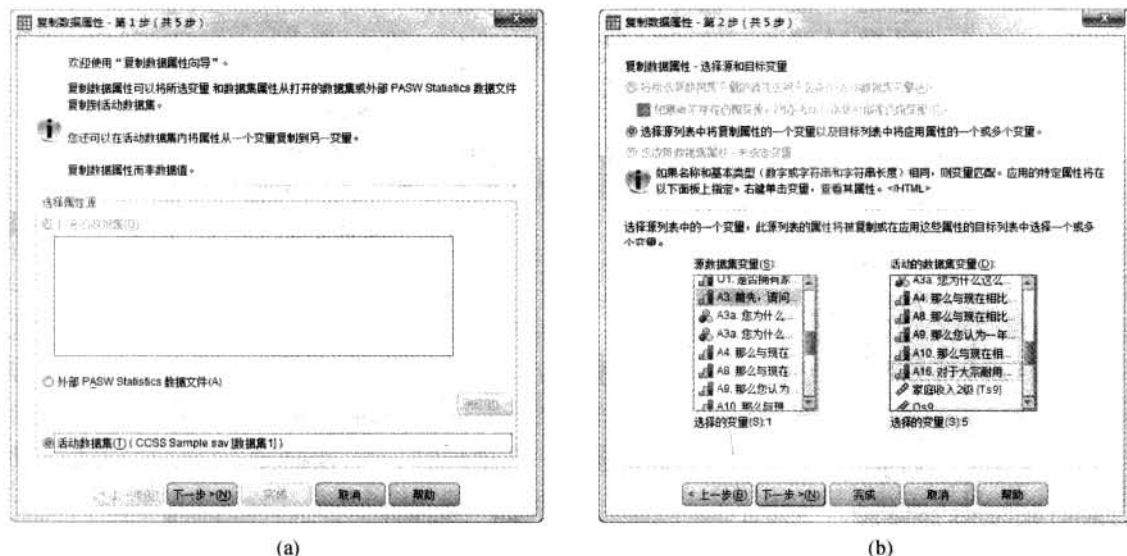 复制数据属性 - 第 1 步 ( 共 5 步 )
欢迎使用“复制数据属性向导”。
复制数据属性可以将所选变量 和数据集属性从打开的数据集或外部 PASW Statistics 数据文件
复制到活动数据集。
您还可以在活动数据集内将属性从一个变量复制到另一变量。
复制数据属性而非数据值。
选择属性源
外部 PASW Statistics 数据文件(A)
活动数据集(T) ( CCSS Sample.sav [数据集1] )
下一步 >(N)
完成
取消
帮助
(a)
复制数据属性 - 第 2 步 ( 共 5 步 )
复制数据属性 - 选择源和目标变量
选择源列表中将复制属性的一个变量以及目标列表中将应用属性的一个或多个变量。
如果名称和基本类型（数字或字符串和字符串长度）相同，则变量匹配。应用的特定属性将在
以下面板上指定。右键单击变量，查看其属性。</HTML>
选择源列表中的一个变量，此源列表的属性将被复制或在应用这些属性的目标列表中选择一个或多
个变量。
源数据集变量(S):
O1. 是否拥有家...
A3. 首先，请问...
A3a. 您为什么...
A3a. 您为什么...
A4. 那么与现在...
A8. 那么与现在...
A9. 那么您认为...
A10. 那么与现...
选择的变量(S):1
活动的数据集变量(D):
A3a. 您为什么这么...
A4. 那么与现在相比...
A8. 那么与现在相比...
A9. 那么您认为一年...
A10. 那么与现在相...
A16. 对于大宗耐用...
家庭收入2级 [Ts9]
Qs9
选择的变量(S):5
< 上一步(B)
下一步 >(N)
完成
取消
帮助
(b)